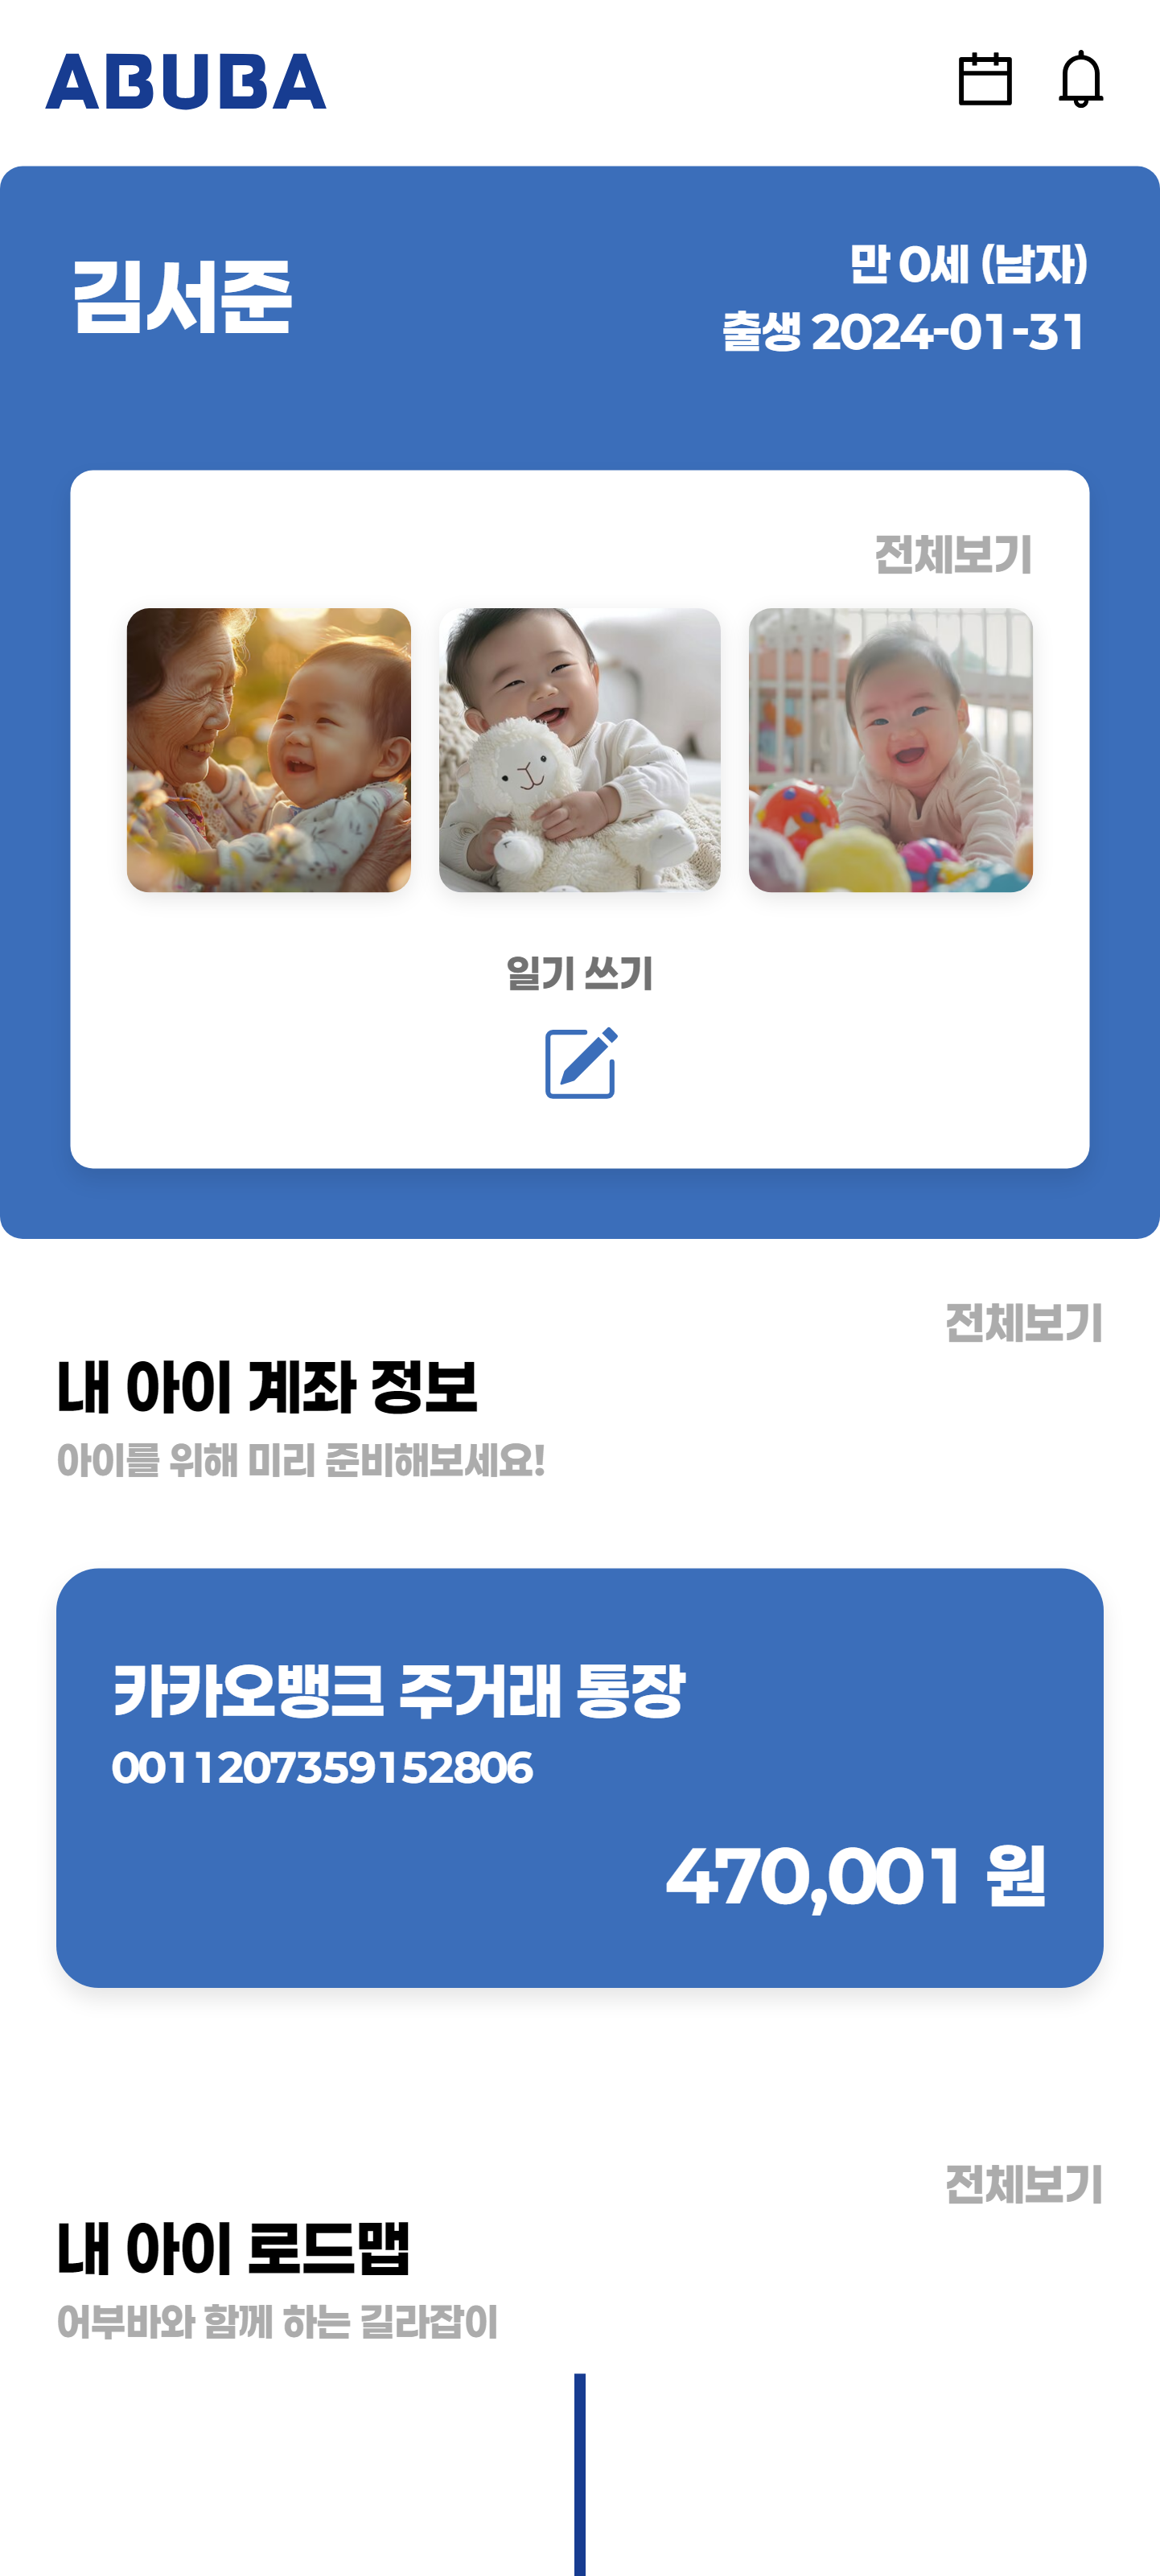 ABUBA
김서준
만 0세 (남자)
출생 2024-01-31
전체보기
일기 쓰기
전체보기
내 아이 계좌 정보
아이를 위해 미리 준비해보세요!
카카오뱅크 주거래 통장
0011207359152806
470,001 원
전체보기
내 아이 로드맵
어부바와 함께 하는 길라잡이